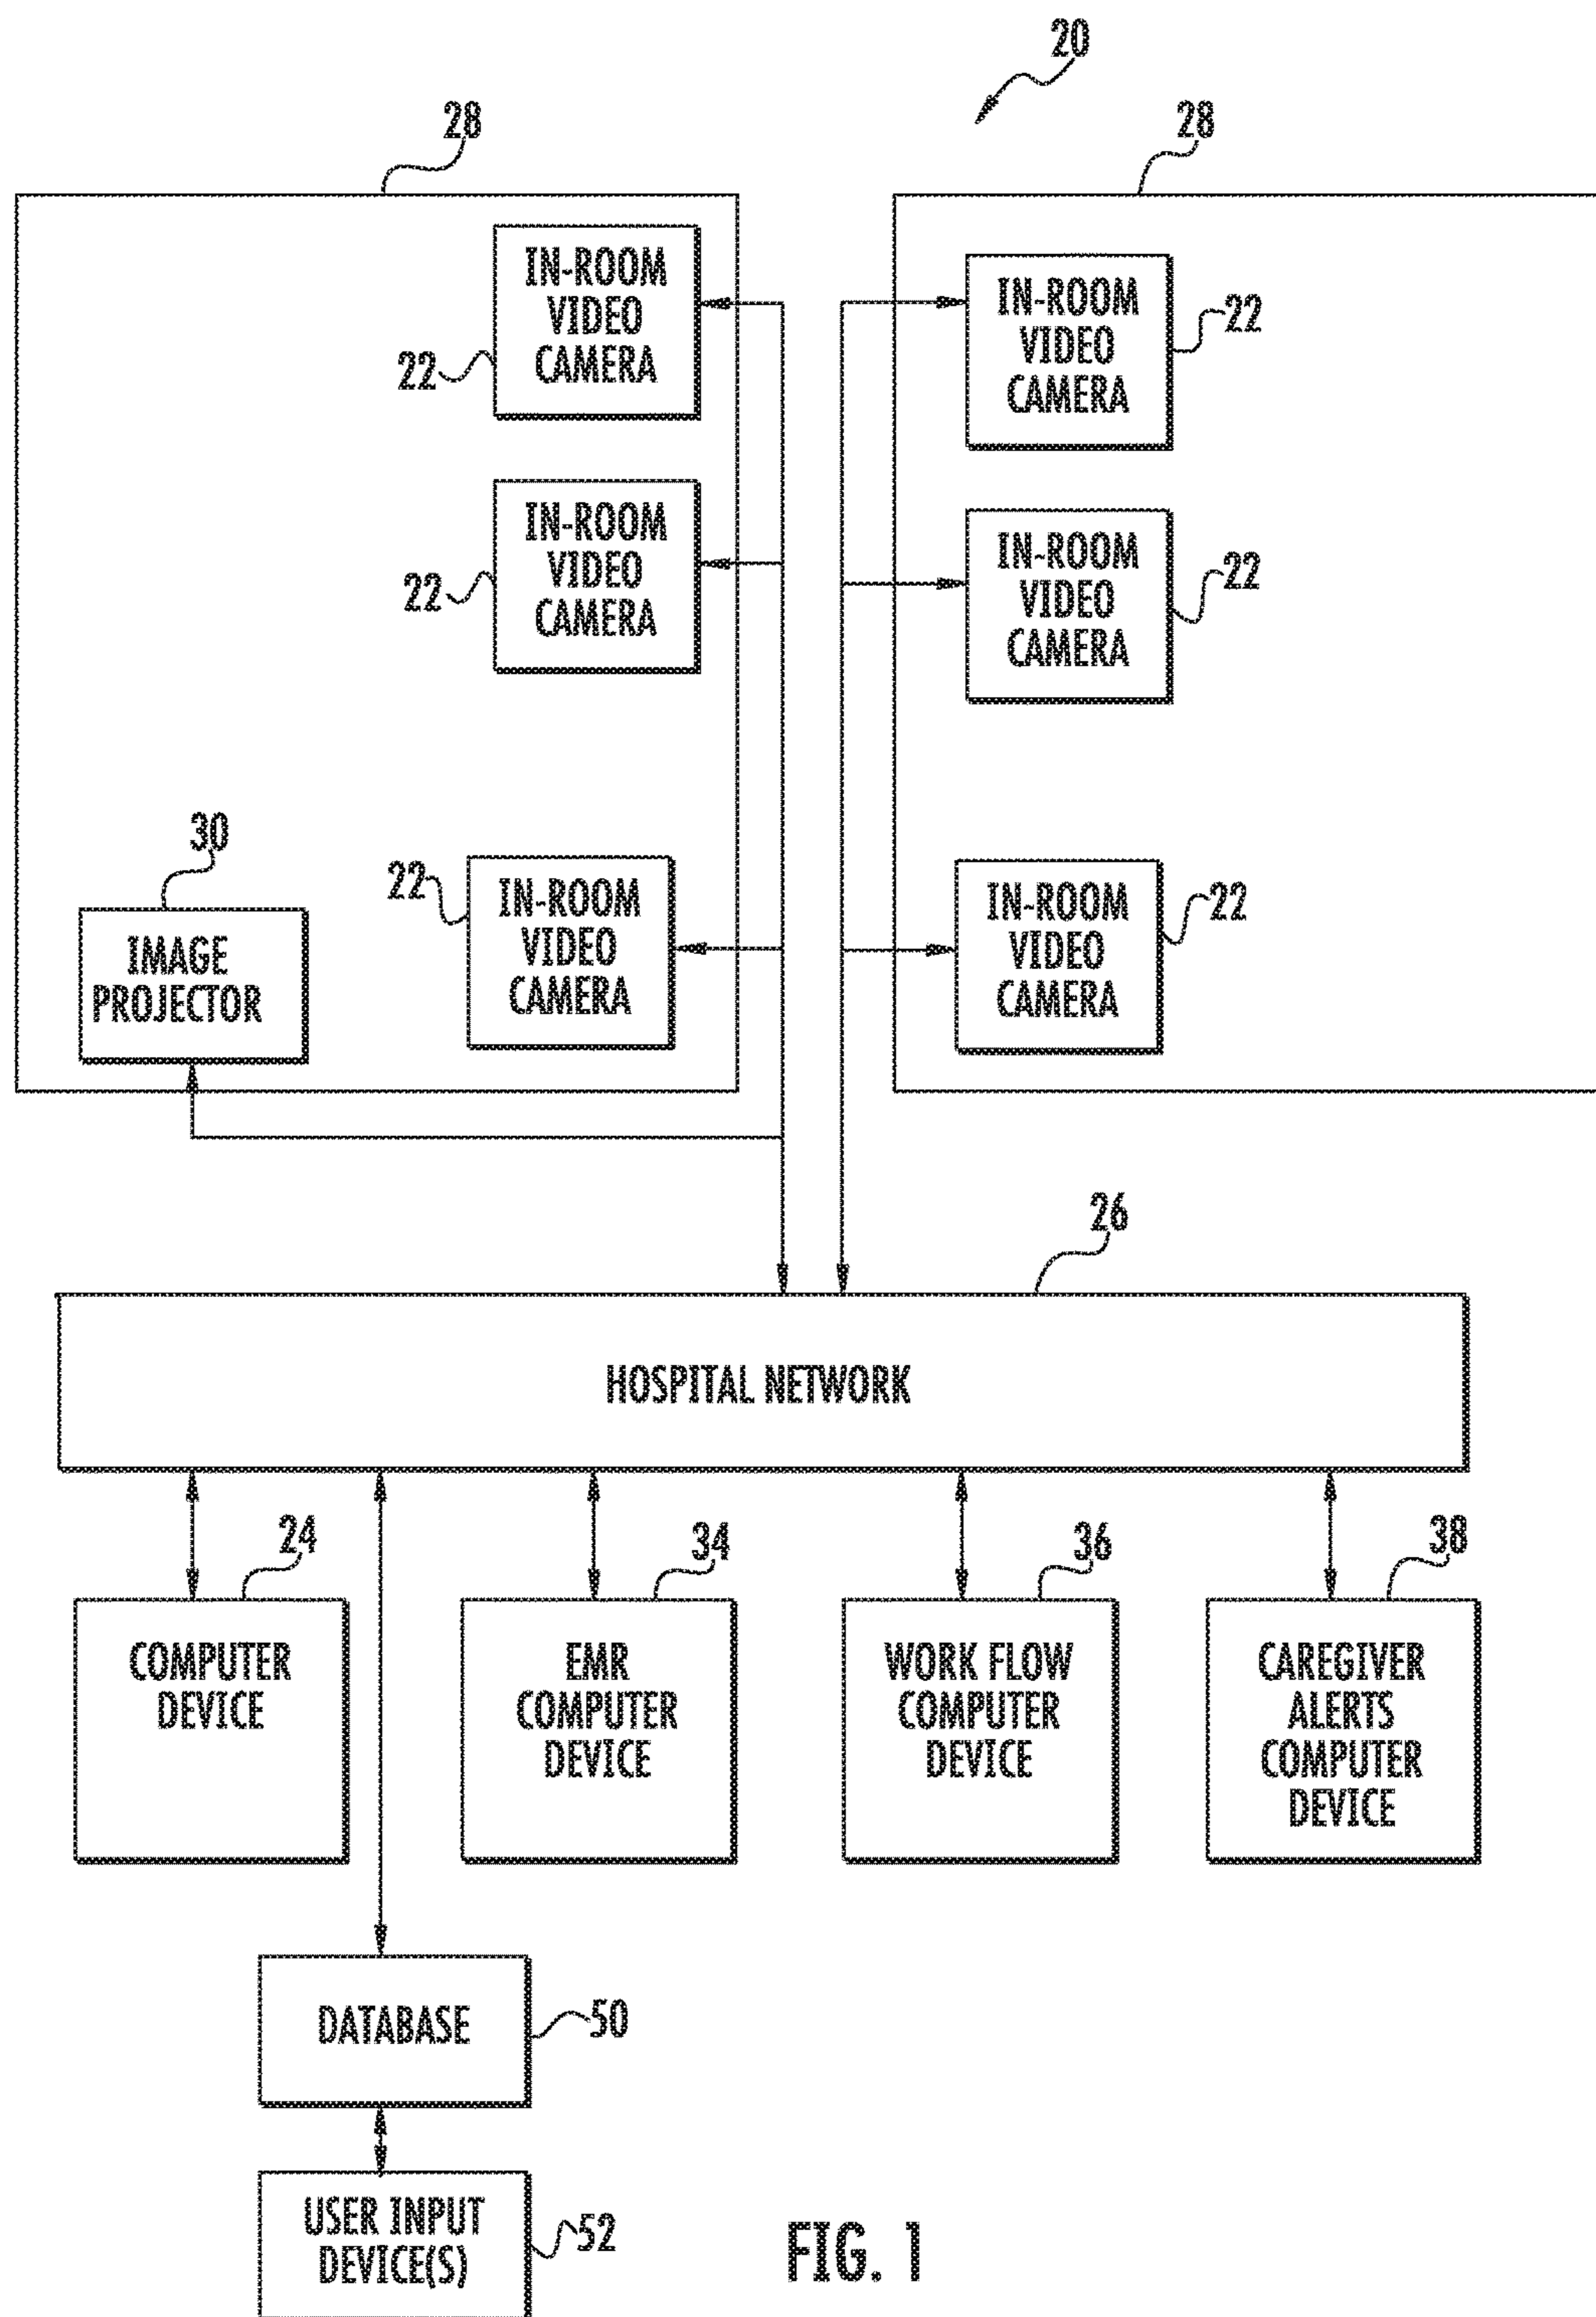 20
28
28
IN-ROOM
VIDEO
CAMERA
22
IN-ROOM
VIDEO
CAMERA
22
IN-ROOM
VIDEO
CAMERA
22
IN-ROOM
VIDEO
CAMERA
22
30
IMAGE
PROJECTOR
22
IN-ROOM
VIDEO
CAMERA
IN-ROOM
VIDEO
CAMERA
22
26
HOSPITAL NETWORK
24
34
36
38
COMPUTER
DEVICE
EMR
COMPUTER
DEVICE
WORK FLOW
COMPUTER
DEVICE
CAREGIVER
ALERTS
COMPUTER
DEVICE
DATABASE
50
USER INPUT
DEVICE(S)
52
FIG. 1